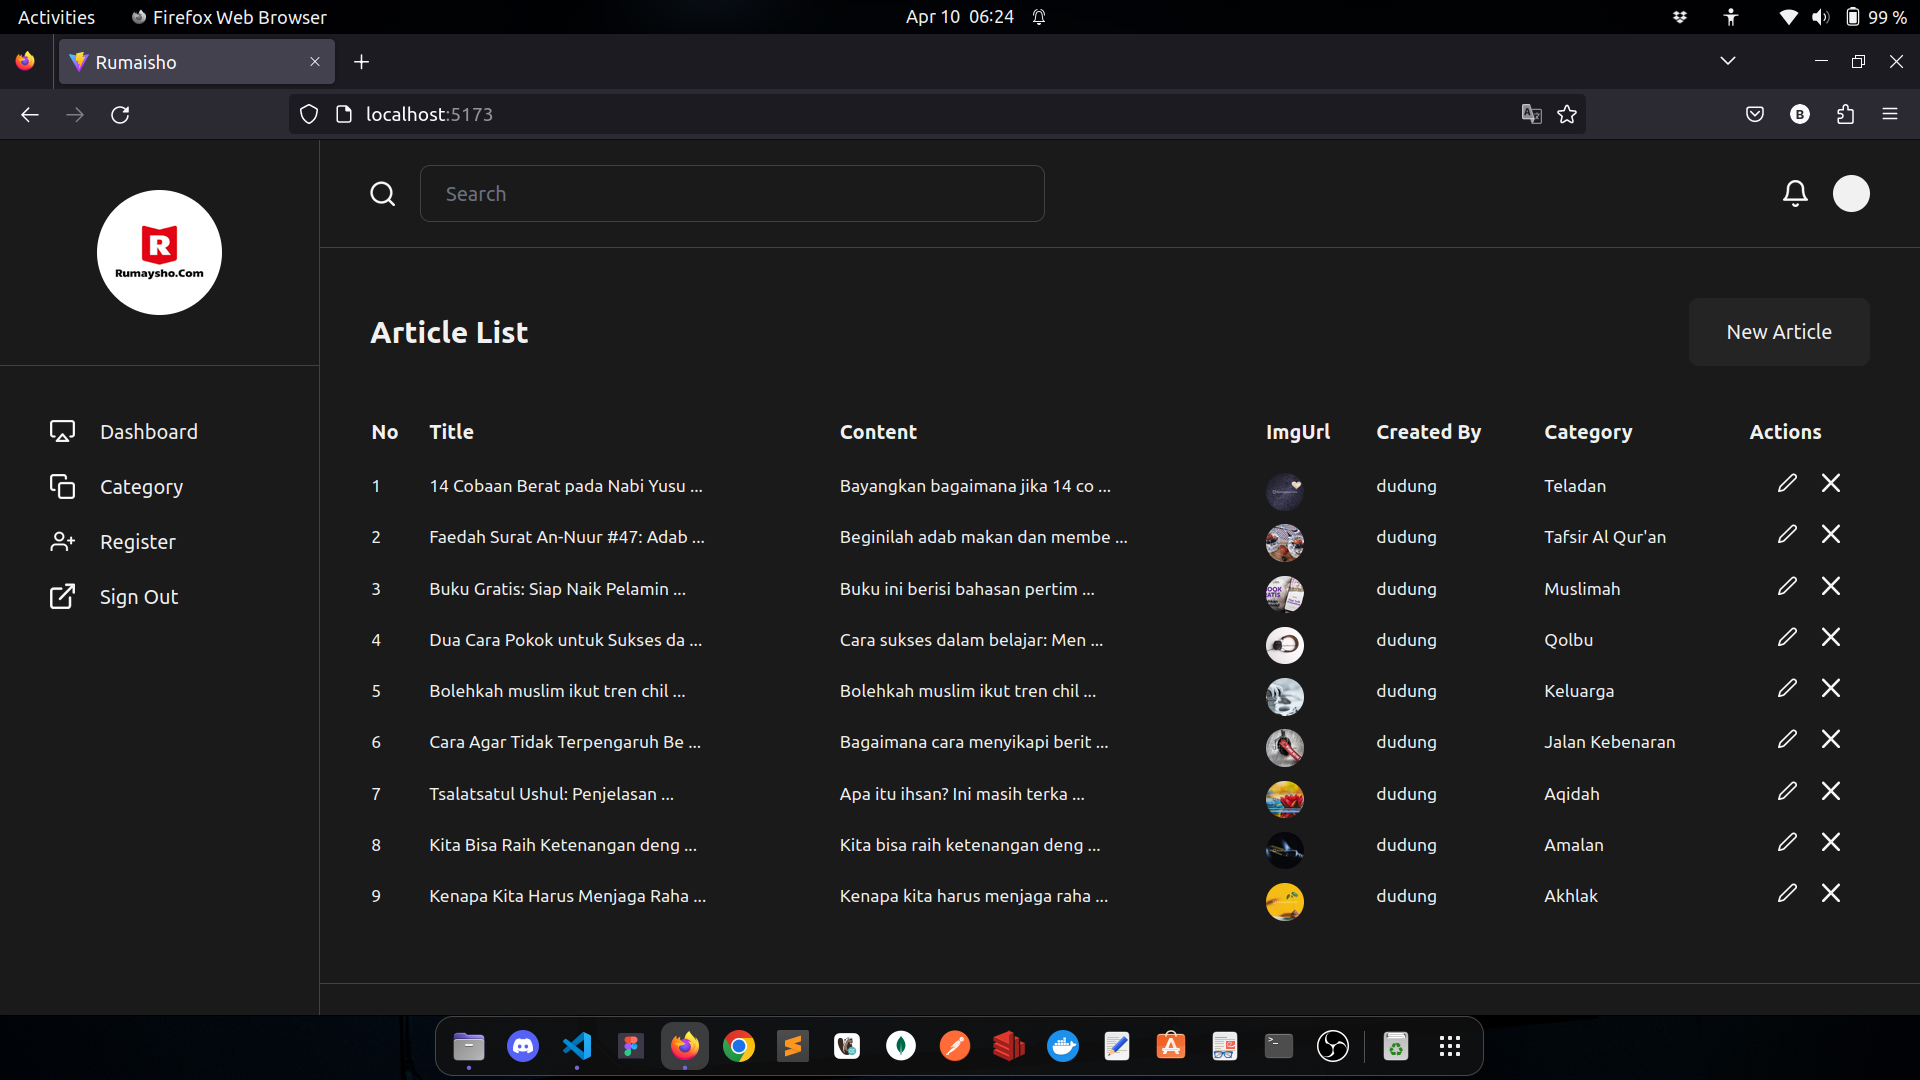 Activities Firefox Web Browser Apr 10 06:24 99 %
Rumaisho
localhost:5173
Search
R
Rumaysho.Com
Article List New Article
Dashboard
Category
Register
Sign Out
No Title Content ImgUrl Created By Category Actions
1 14 Cobaan Berat pada Nabi Yusu ... Bayangkan bagaimana jika 14 co ... dudung Teladan
2 Faedah Surat An-Nuur #47: Adab ... Beginilah adab makan dan membe ... dudung Tafsir Al Qur'an
3 Buku Gratis: Siap Naik Pelamin ... Buku ini berisi bahasan pertim ... dudung Muslimah
4 Dua Cara Pokok untuk Sukses da ... Cara sukses dalam belajar: Men ... dudung Qolbu
5 Bolehkah muslim ikut tren chil ... Bolehkah muslim ikut tren chil ... dudung Keluarga
6 Cara Agar Tidak Terpengaruh Be ... Bagaimana cara menyikapi berit ... dudung Jalan Kebenaran
7 Tsalatsatul Ushul: Penjelasan ... Apa itu ihsan? Ini masih terka ... dudung Aqidah
8 Kita Bisa Raih Ketenangan deng ... Kita bisa raih ketenangan deng ... dudung Amalan
9 Kenapa Kita Harus Menjaga Raha ... Kenapa kita harus menjaga raha ... dudung Akhlak